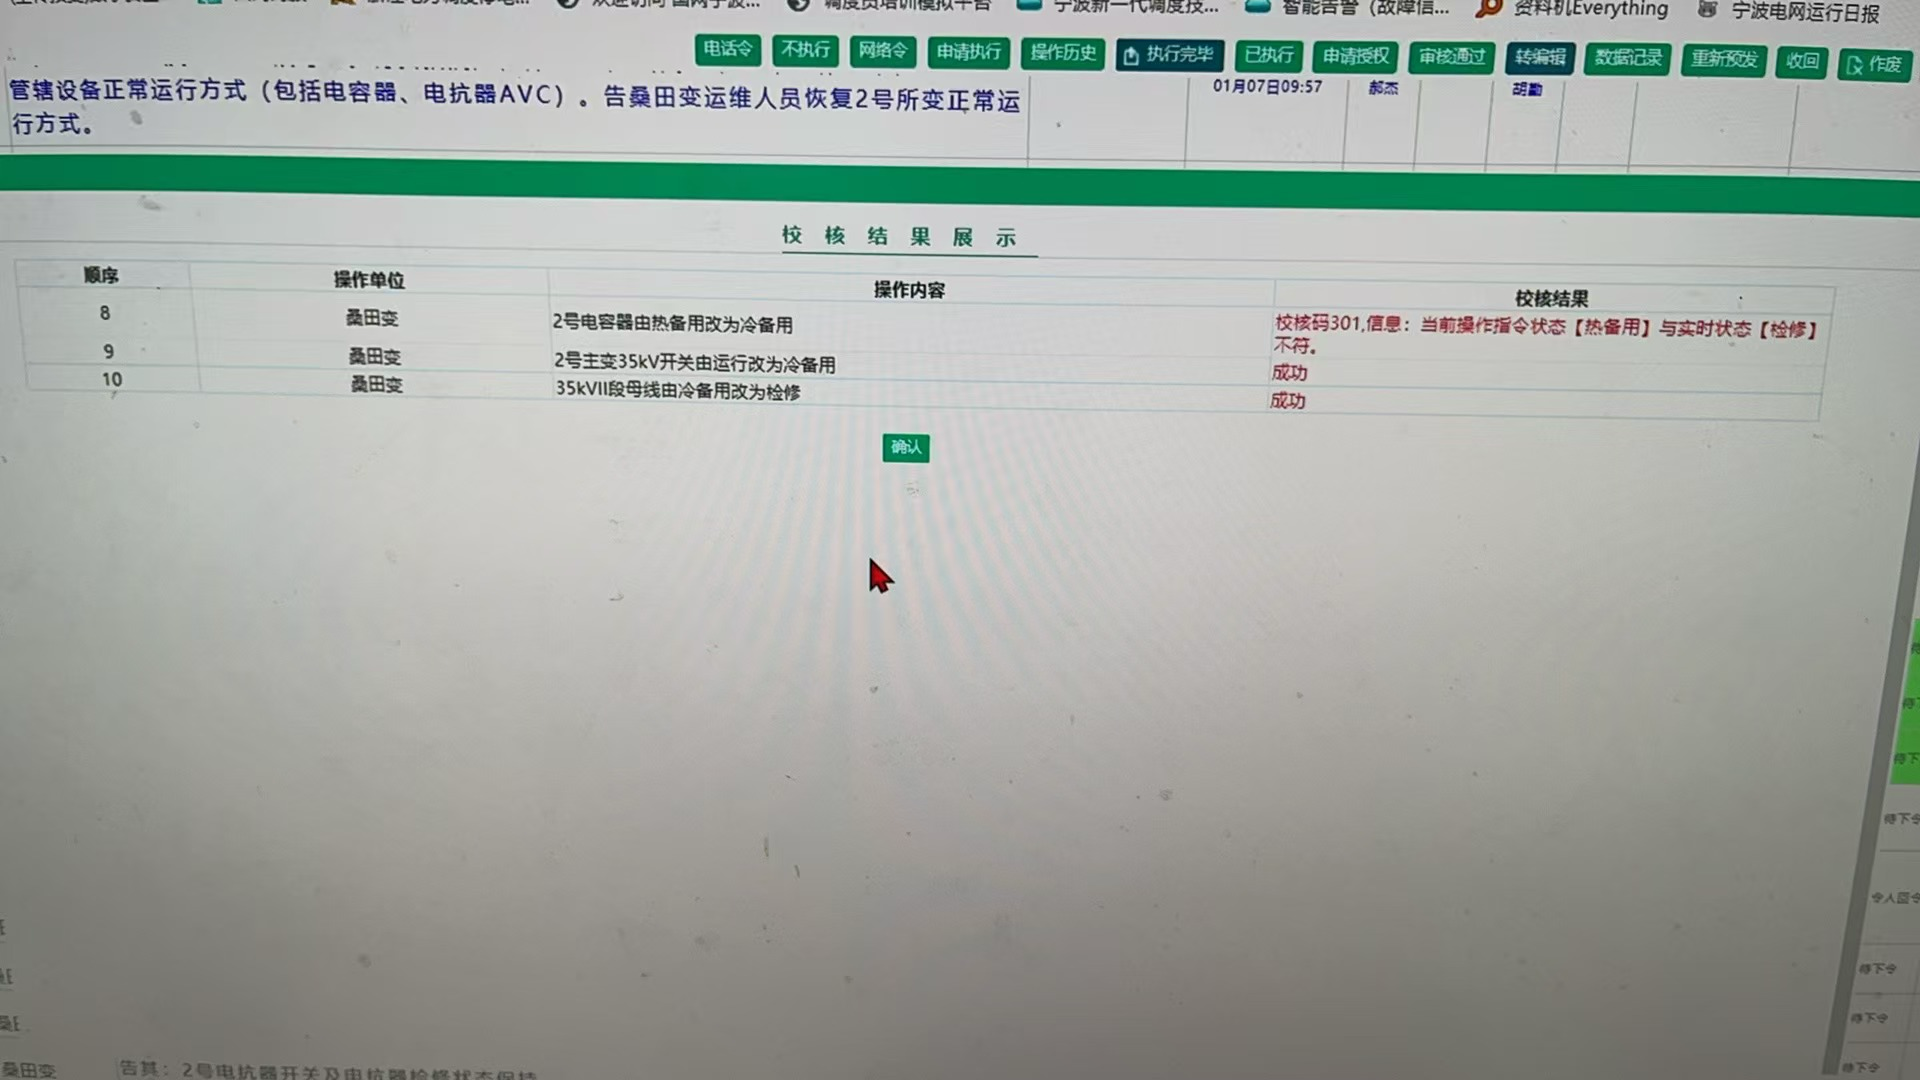 欢迎访问 国网宁波...
调度员培训模拟平台
宁波新一代调度技...
智能告警（故障信...
资料机Everything
宁波电网运行日报
电话令 不执行 网络令 申请执行 操作历史 执行完毕 已执行 申请授权 审核通过 转编辑 数据记录 重新预发 收回 作废
管辖设备正常运行方式（包括电容器、电抗器AVC）。告桑田变运维人员恢复2号所变正常运
行方式。
01月07日09:57 郝杰 胡勤
校核结果展示
顺序 操作单位 操作内容 校核结果
8 桑田变 2号电容器由热备用改为冷备用 校核码301,信息：当前操作指令状态【热备用】与实时状态【检修】
不符。
9 桑田变 2号主变35kV开关由运行改为冷备用 成功
10 桑田变 35kVII段母线由冷备用改为检修 成功
确认
待下令
令人回令
待下令
待下令
桑田变 告其：2号电抗器开关及电抗器检修状态保持 待下令